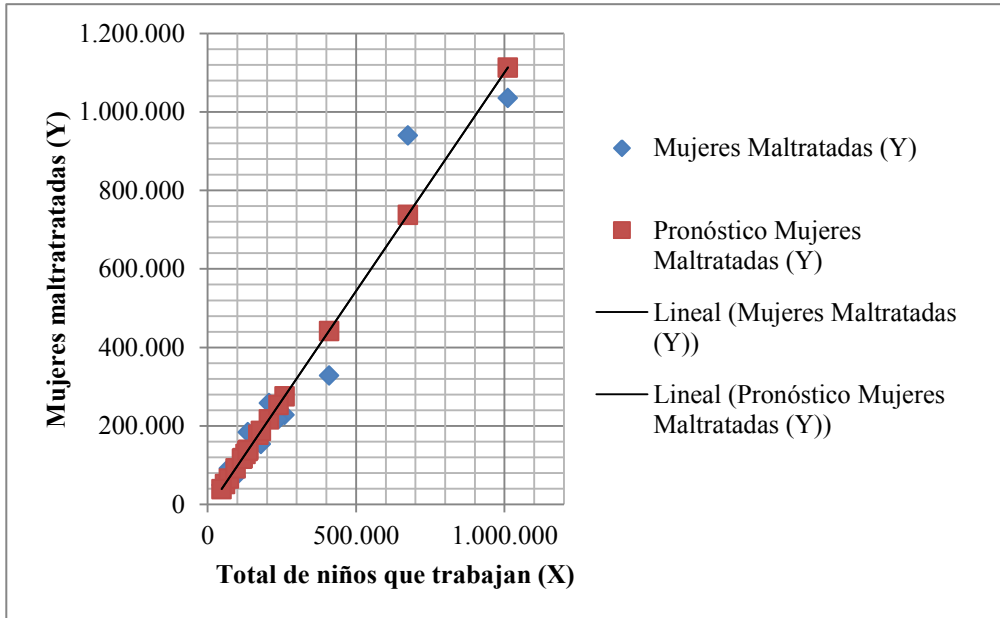 1.200.000
1.000.000
800.000
600.000
400.000
200.000
0
Mujeres maltratratadas (Y)
0
500.000
1.000.000
Total de niños que trabajan (X)
Mujeres Maltratadas (Y)
Pronóstico Mujeres
Maltratadas (Y)
Lineal (Mujeres Maltratadas
(Y))
Lineal (Pronóstico Mujeres
Maltratadas (Y))